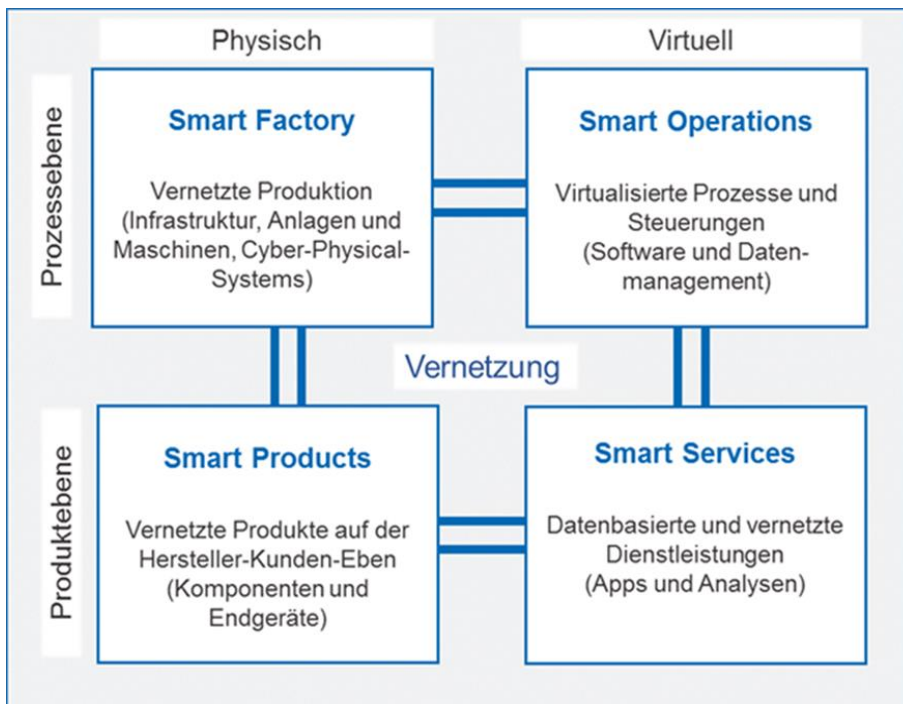 Physisch
Virtuell
Prozessebene
Smart Factory
Vernetzte Produktion
(Infrastruktur, Anlagen und
Maschinen, Cyber-Physical-
Systems)
Smart Operations
Virtualisierte Prozesse und
Steuerungen
(Software und Daten-
management)
Vernetzung
Produktebene
Smart Products
Vernetzte Produkte auf der
Hersteller-Kunden-Eben
(Komponenten und
Endgeräte)
Smart Services
Datenbasierte und vernetzte
Dienstleistungen
(Apps und Analysen)